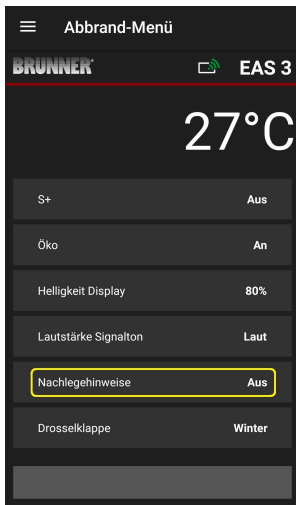 Abbrand-Menü
BRUNNER EAS 3
27°C
S+ Aus
Öko An
Helligkeit Display 80%
Lautstärke Signalton Laut
Nachlegehinweise Aus
Drosselklappe Winter